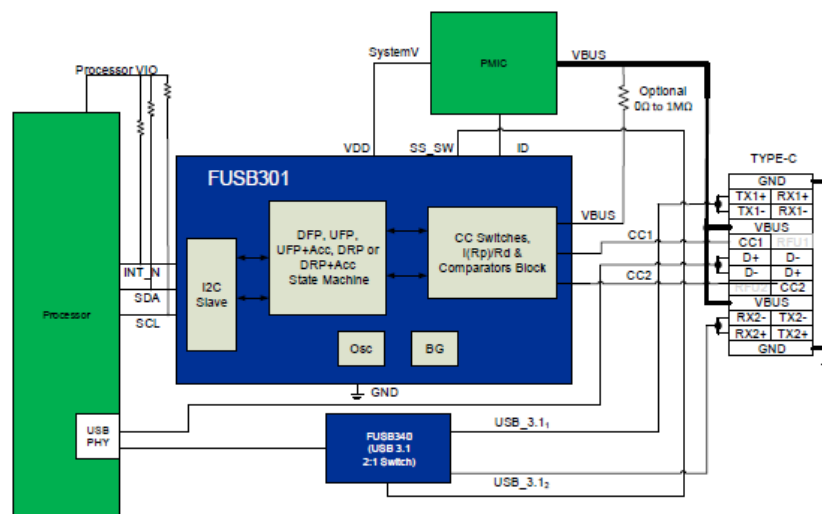 SystemV
PMIC
VBUS
Processor VIO
Optional
0Ω to 1MΩ
VDD
SS_SW
ID
TYPE-C
FUSB301
GND
TX1+ RX1+
TX1- RX1-
VBUS
VBUS
CC1
CC1 RFU1
DFP, UFP,
UFP+Acc, DRP or
DRP+Acc
State Machine
CC Switches,
I(Rp)/Rd &
Comparators Block
D+ D-
D- D+
CC2
RFU2 CC2
INT_N
I2C
Slave
SDA
SCL
Processor
VBUS
RX2- TX2-
RX2+ TX2+
GND
Osc
BG
GND
USB
PHY
FUSB340
(USB 3.1
2:1 Switch)
USB_3.1₁
USB_3.1₂